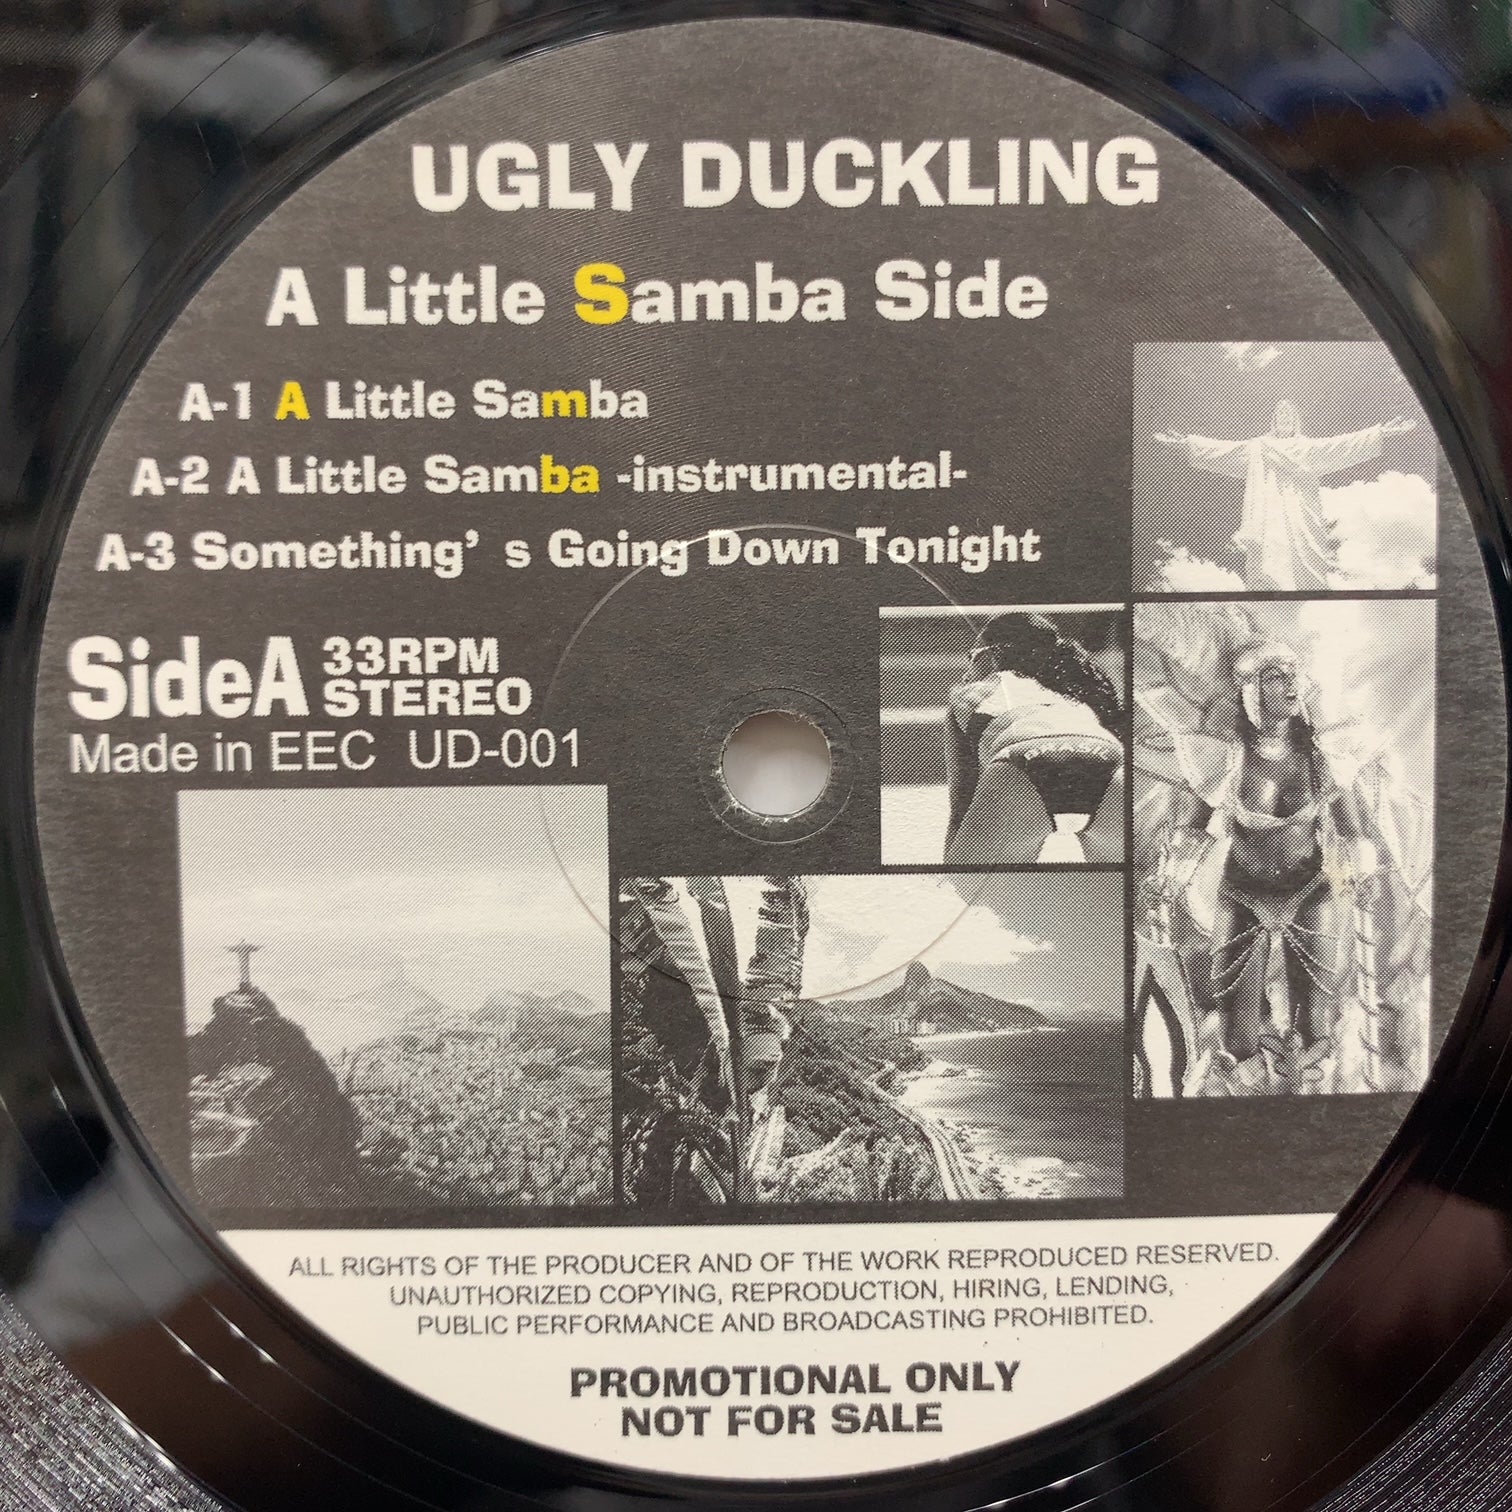 UGLY DUCKLING
A Little Samba Side
A-1 A Little Samba
A-2 A Little Samba -instrumental-
A-3 Something' s Going Down Tonight
SideA 33RPM
STEREO
Made in EEC UD-001
ALL RIGHTS OF THE PRODUCER AND OF THE WORK REPRODUCED RESERVED.
UNAUTHORIZED COPYING, REPRODUCTION, HIRING, LENDING,
PUBLIC PERFORMANCE AND BROADCASTING PROHIBITED.
PROMOTIONAL ONLY
NOT FOR SALE